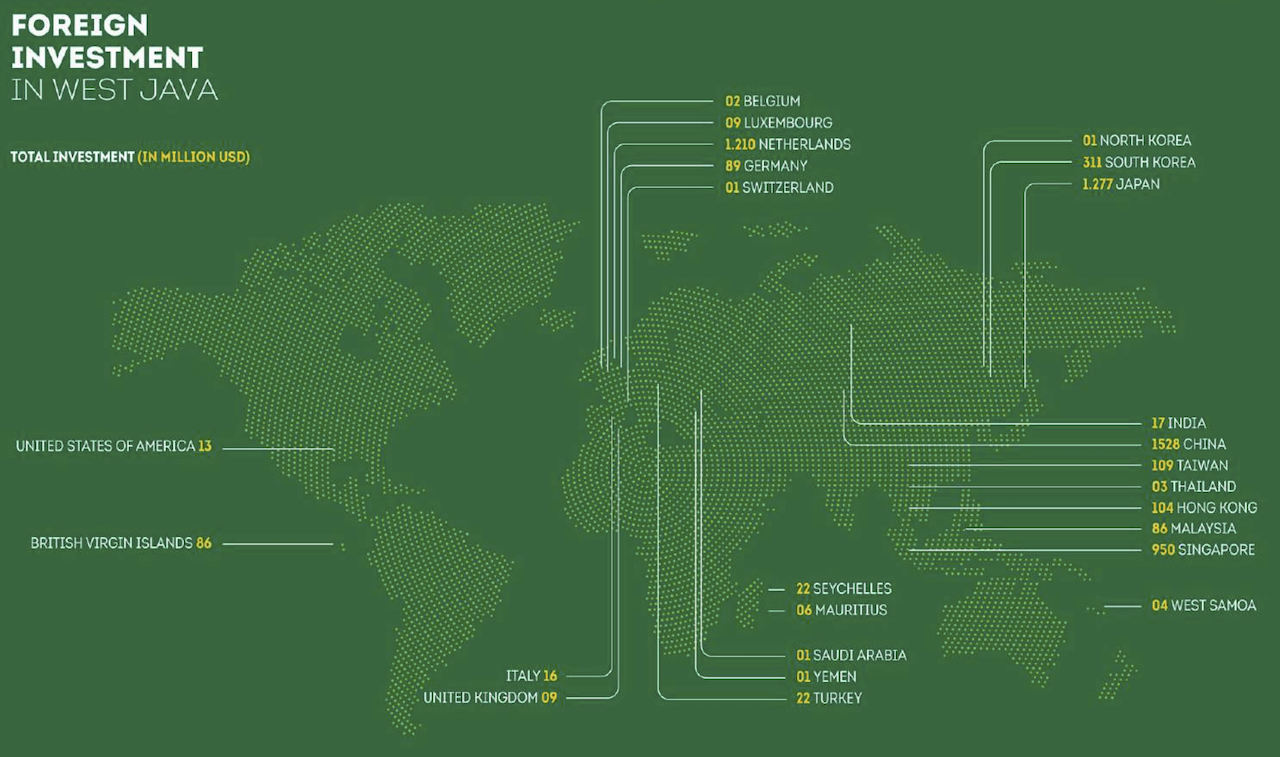 FOREIGN
INVESTMENT
IN WEST JAVA
TOTAL INVESTMENT (IN MILLION USD)
02 BELGIUM
09 LUXEMBOURG
1.210 NETHERLANDS
89 GERMANY
01 SWITZERLAND
01 NORTH KOREA
311 SOUTH KOREA
1.277 JAPAN
UNITED STATES OF AMERICA 13
BRITISH VIRGIN ISLANDS 86
17 INDIA
1528 CHINA
109 TAIWAN
03 THAILAND
104 HONG KONG
86 MALAYSIA
950 SINGAPORE
04 WEST SAMOA
22 SEYCHELLES
06 MAURITIUS
01 SAUDI ARABIA
01 YEMEN
22 TURKEY
ITALY 16
UNITED KINGDOM 09